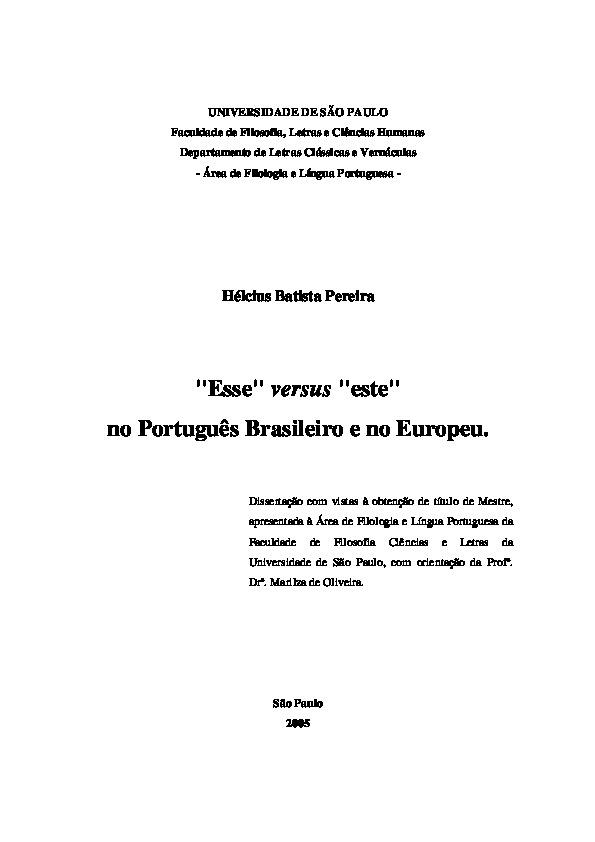 UNIVERSIDADE DE SÃO PAULO
Faculdade de Filosofia, Letras e Ciências Humanas
Departamento de Letras Clássicas e Vernáculas
- Área de Filologia e Língua Portuguesa -
Hélcius Batista Pereira
"Esse" versus "este"
no Português Brasileiro e no Europeu.
Dissertação com vistas à obtenção de título de Mestre,
apresentada à Área de Filologia e Língua Portuguesa da
Faculdade de Filosofia Ciências e Letras da
Universidade de São Paulo, com orientação da Profª.
Drª. Marilza de Oliveira.
São Paulo
2005